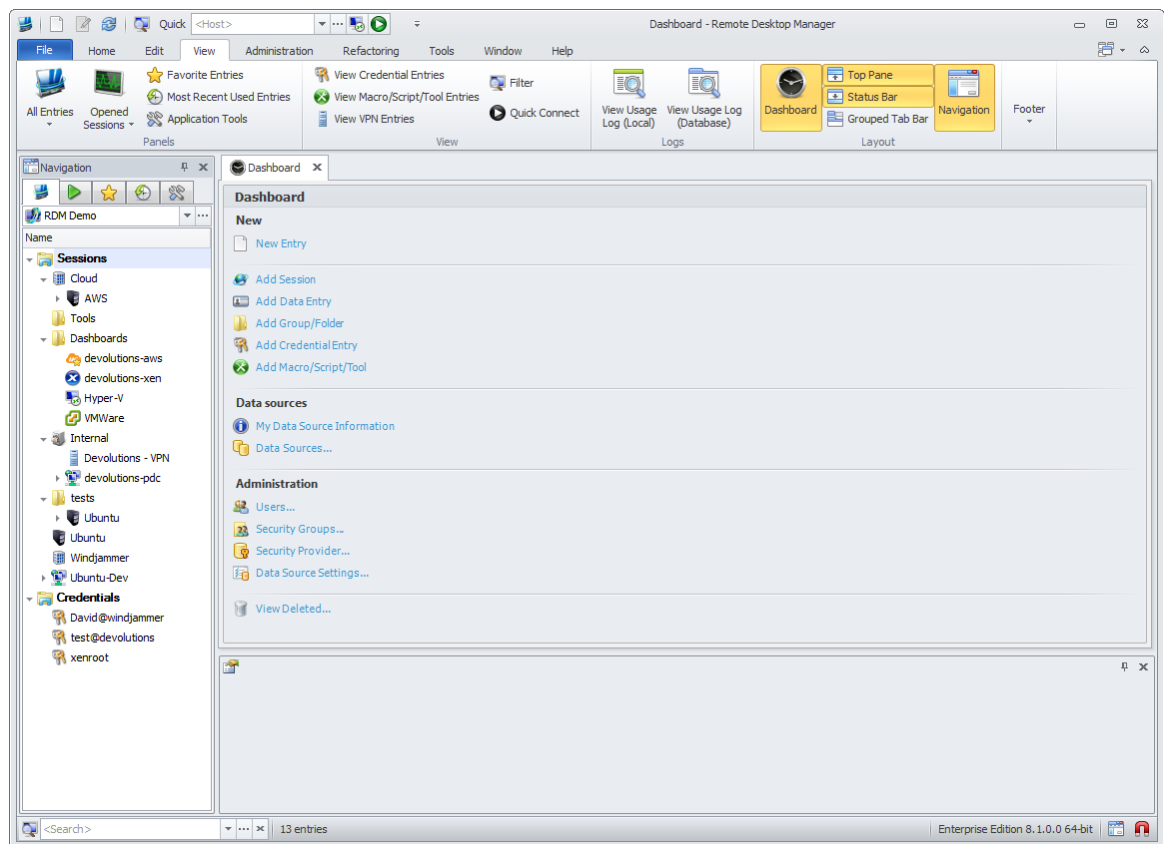 Quick <Host> Dashboard - Remote Desktop Manager
File Home Edit View Administration Refactoring Tools Window Help
All Entries
Opened Sessions
Favorite Entries
Most Recent Used Entries
Application Tools
Panels
View Credential Entries
View Macro/Script/Tool Entries
View VPN Entries
Filter
Quick Connect
View
View Usage Log (Local)
View Usage Log (Database)
Logs
Dashboard
Top Pane
Status Bar
Grouped Tab Bar
Navigation
Layout
Footer
Navigation
RDM Demo
Name
Sessions
Cloud
AWS
Tools
Dashboards
devolutions-aws
devolutions-xen
Hyper-V
VMWare
Internal
Devolutions - VPN
devolutions-pdc
tests
Ubuntu
Ubuntu
Windjammer
Ubuntu-Dev
Credentials
David@windjammer
test@devolutions
xenroot
Dashboard
Dashboard
New
New Entry
Add Session
Add Data Entry
Add Group/Folder
Add Credential Entry
Add Macro/Script/Tool
Data sources
My Data Source Information
Data Sources...
Administration
Users...
Security Groups...
Security Provider...
Data Source Settings...
View Deleted...
<Search> 13 entries Enterprise Edition 8.1.0.0 64-bit